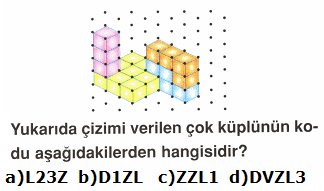 Yukarıda çizimi verilen çok küplünün ko-
du aşağıdakilerden hangisidir?
a)L23Z b)D1ZL c)ZZL1 d)DVZL3